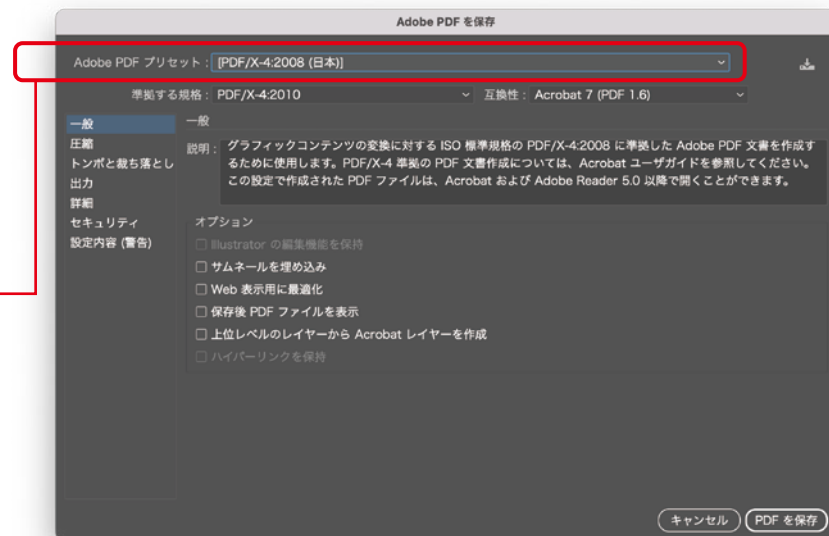 Adobe PDF を保存
Adobe PDF プリセット： [PDF/X-4:2008 (日本)]
準拠する規格： PDF/X-4:2010 互換性： Acrobat 7 (PDF 1.6)
一般
圧縮
トンボと裁ち落とし
出力
詳細
セキュリティ
設定内容 (警告)
一般
説明： グラフィックコンテンツの変換に対する ISO 標準規格の PDF/X-4:2008 に準拠した Adobe PDF 文書を作成す
るために使用します。PDF/X-4 準拠の PDF 文書作成については、Acrobat ユーザガイドを参照してください。
この設定で作成された PDF ファイルは、Acrobat および Adobe Reader 5.0 以降で開くことができます。
オプション
Illustrator の編集機能を保持
サムネールを埋め込み
Web 表示用に最適化
保存後 PDF ファイルを表示
上位レベルのレイヤーから Acrobat レイヤーを作成
ハイパーリンクを保持
キャンセル PDF を保存